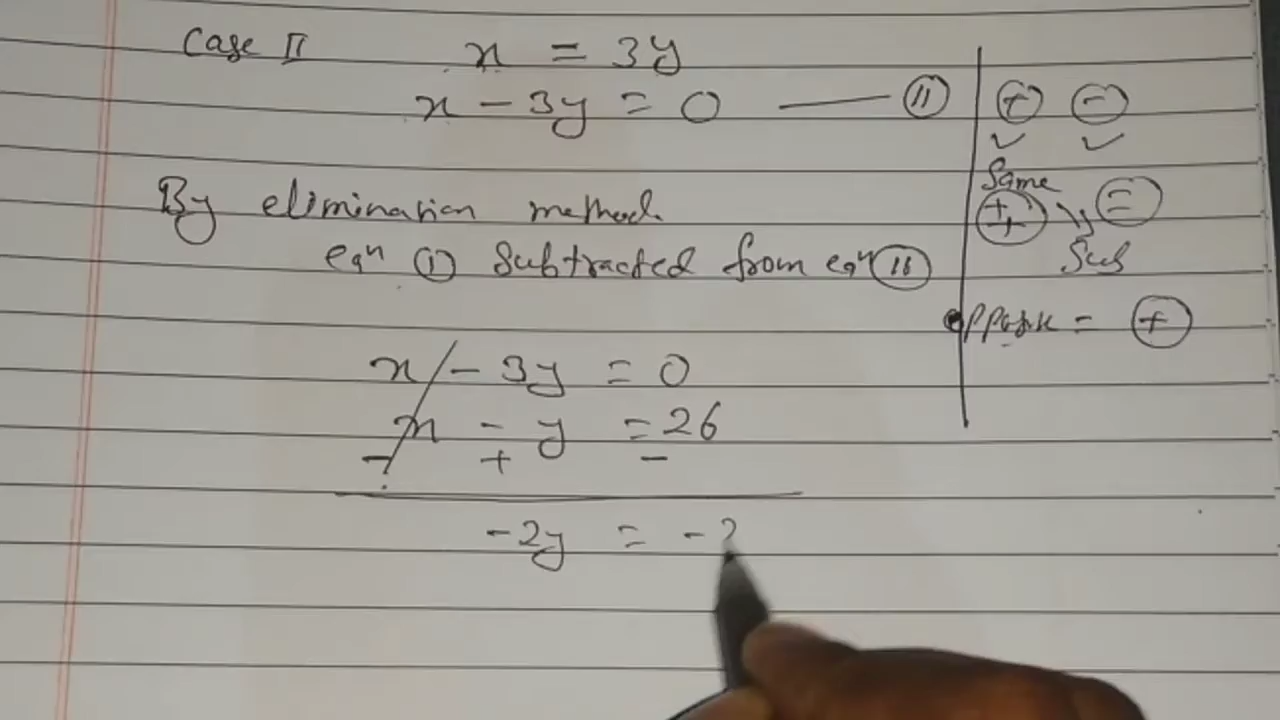 Case II x = 3y
x - 3y = 0 —— (II)
By elimination method.
eqn (I) Subtracted from eqn (II)
x - 3y = 0
x - y = 26
- + -
-2y = -2
+ -
✓ ✓
Same
+ + =
Sub
= +